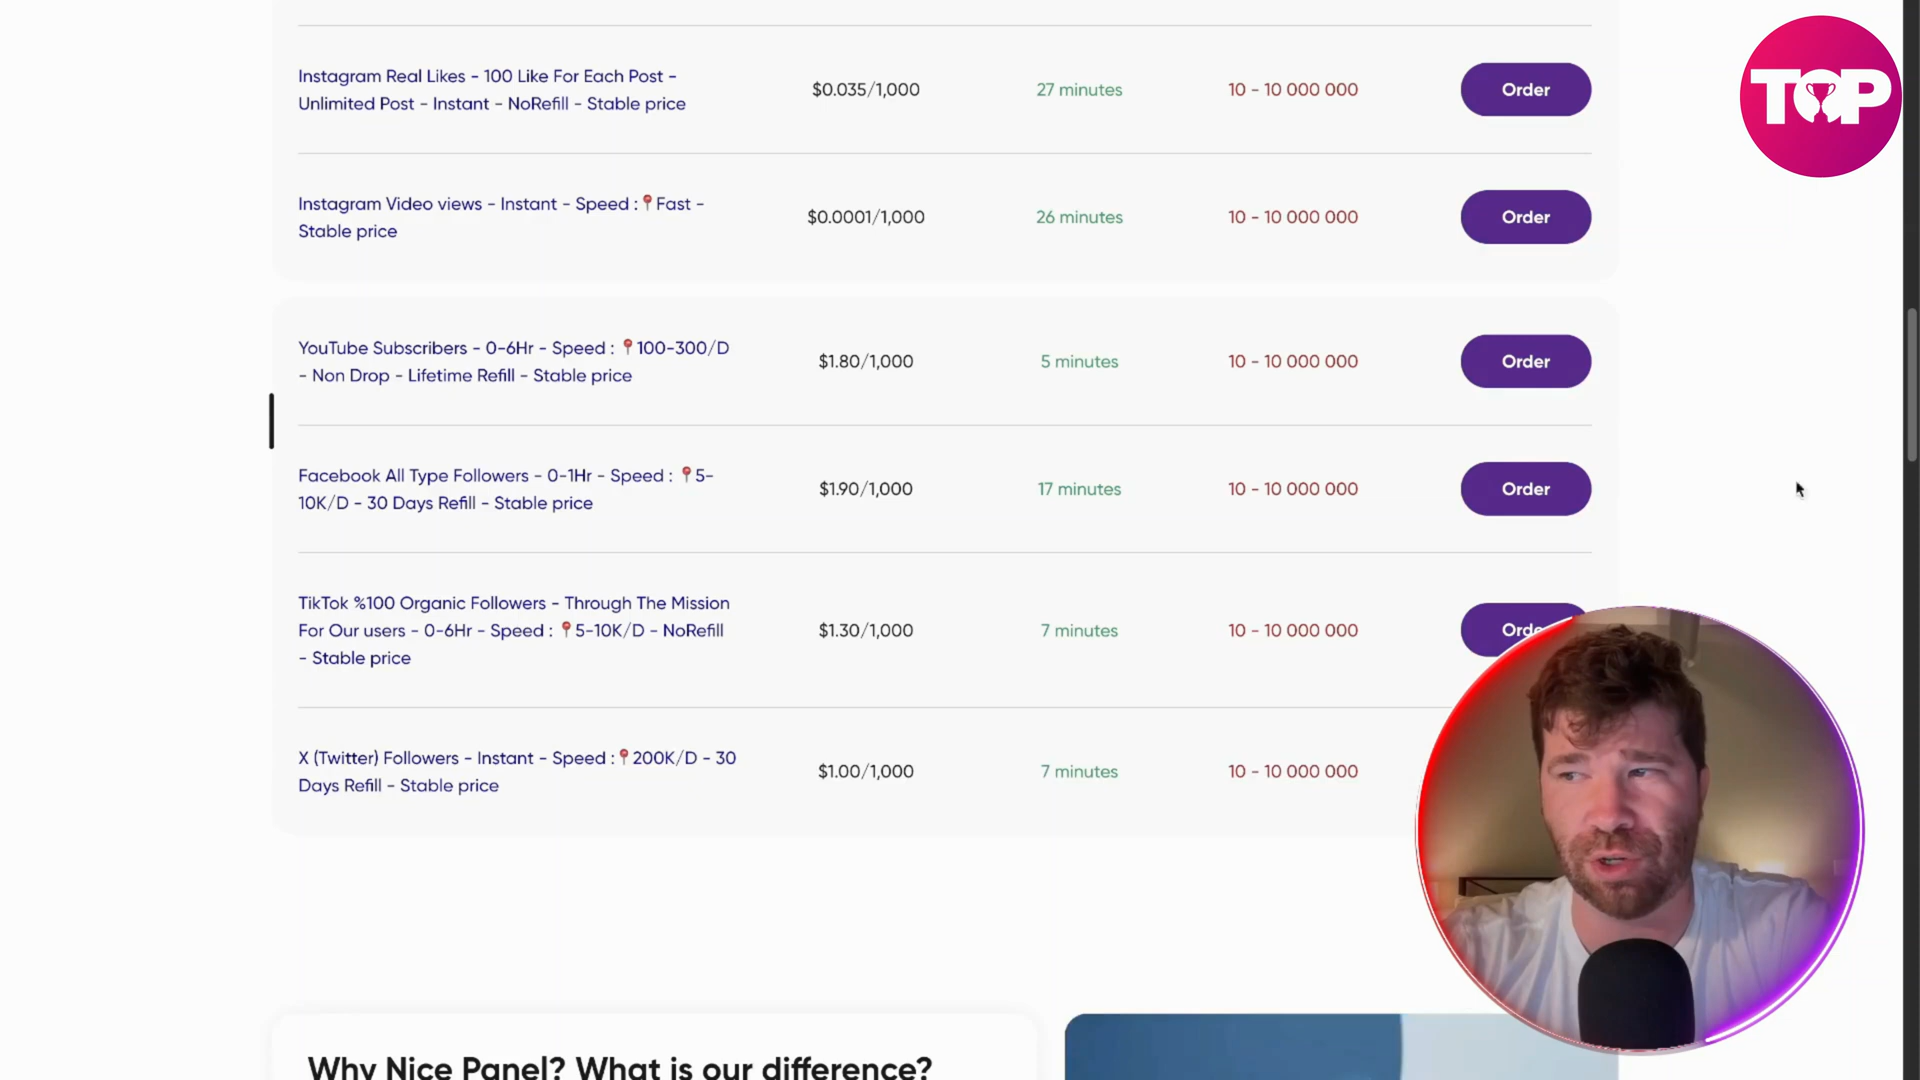 Instagram Real Likes - 100 Like For Each Post -
Unlimited Post - Instant - NoRefill - Stable price
$0.035/1,000
27 minutes
10 - 10 000 000
Order
TOP
Instagram Video views - Instant - Speed :📍Fast -
Stable price
$0.0001/1,000
26 minutes
10 - 10 000 000
Order
YouTube Subscribers - 0-6Hr - Speed : 📍100-300/D
- Non Drop - Lifetime Refill - Stable price
$1.80/1,000
5 minutes
10 - 10 000 000
Order
Facebook All Type Followers - 0-1Hr - Speed : 📍5-
10K/D - 30 Days Refill - Stable price
$1.90/1,000
17 minutes
10 - 10 000 000
Order
TikTok %100 Organic Followers - Through The Mission
For Our users - 0-6Hr - Speed : 📍5-10K/D - NoRefill
- Stable price
$1.30/1,000
7 minutes
10 - 10 000 000
Orde
X (Twitter) Followers - Instant - Speed :📍200K/D - 30
Days Refill - Stable price
$1.00/1,000
7 minutes
10 - 10 000 000
Why Nice Panel? What is our difference?